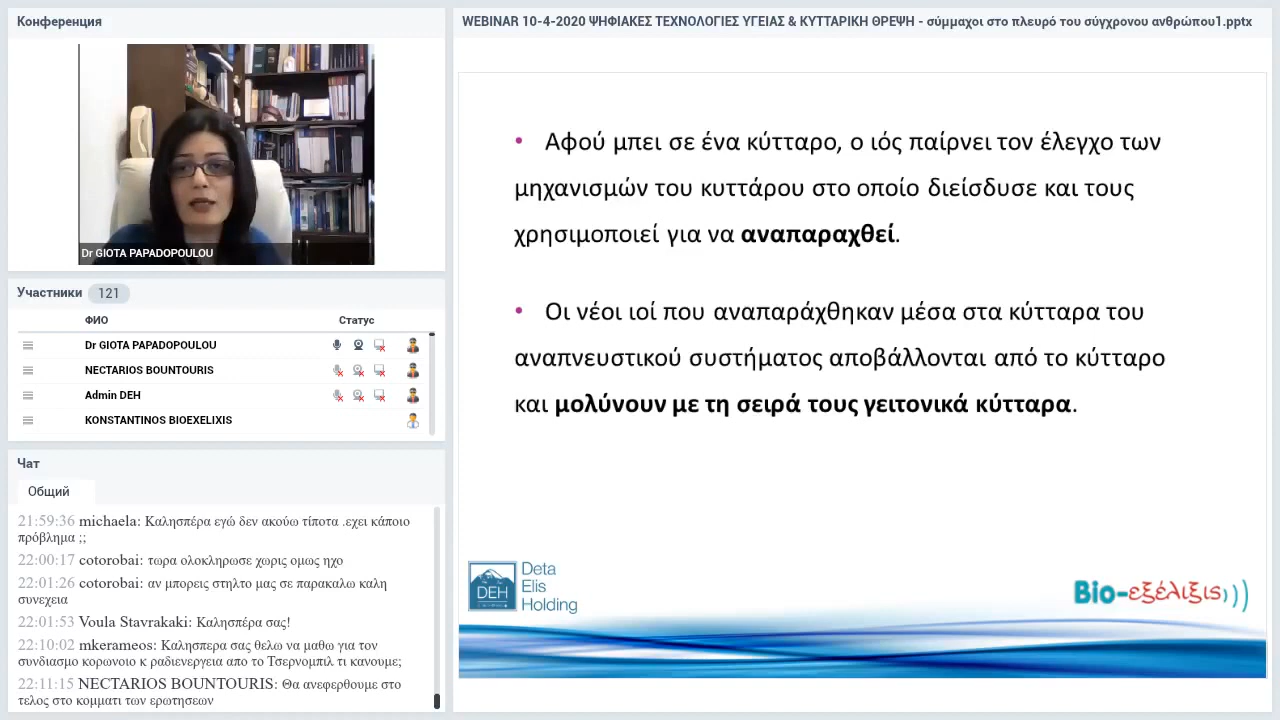 Конференция
Dr GIOTA PAPADOPOULOU
Участники 121
ФИО Статус
Dr GIOTA PAPADOPOULOU
NECTARIOS BOUNTOURIS
Admin DEH
KONSTANTINOS BIOEXELIXIS
Чат
Общий
21:59:36 michaela: Καλησπέρα εγώ δεν ακούω τίποτα .εχει κάποιο
πρόβλημα ;;
22:00:17 cotorobai: τωρα ολοκληρωσε χωρις ομως ηχο
22:01:26 cotorobai: αν μπορεις στηλτο μας σε παρακαλω καλη
συνεχεια
22:01:53 Voula Stavrakaki: Καλησπέρα σας!
22:10:02 mkerameos: Καλησπερα σας θελω να μαθω για τον
συνδιασμο κορωνοιο κ ραδιενεργεια απο το Τσερνομπιλ τι κανουμε;
22:11:15 NECTARIOS BOUNTOURIS: Θα ανεφερθουμε στο
τελος στο κομματι των ερωτησεων
WEBINAR 10-4-2020 ΨΗΦΙΑΚΕΣ ΤΕΧΝΟΛΟΓΙΕΣ ΥΓΕΙΑΣ & ΚΥΤΤΑΡΙΚΗ ΘΡΕΨΗ - σύμμαχοι στο πλευρό του σύγχρονου ανθρώπου1.pptx
• Αφού μπει σε ένα κύτταρο, ο ιός παίρνει τον έλεγχο των
μηχανισμών του κυττάρου στο οποίο διείσδυσε και τους
χρησιμοποιεί για να αναπαραχθεί.
• Οι νέοι ιοί που αναπαράχθηκαν μέσα στα κύτταρα του
αναπνευστικού συστήματος αποβάλλονται από το κύτταρο
και μολύνουν με τη σειρά τους γειτονικά κύτταρα.
DEH
Deta
Elis
Holding
Bio-εξέλιξις